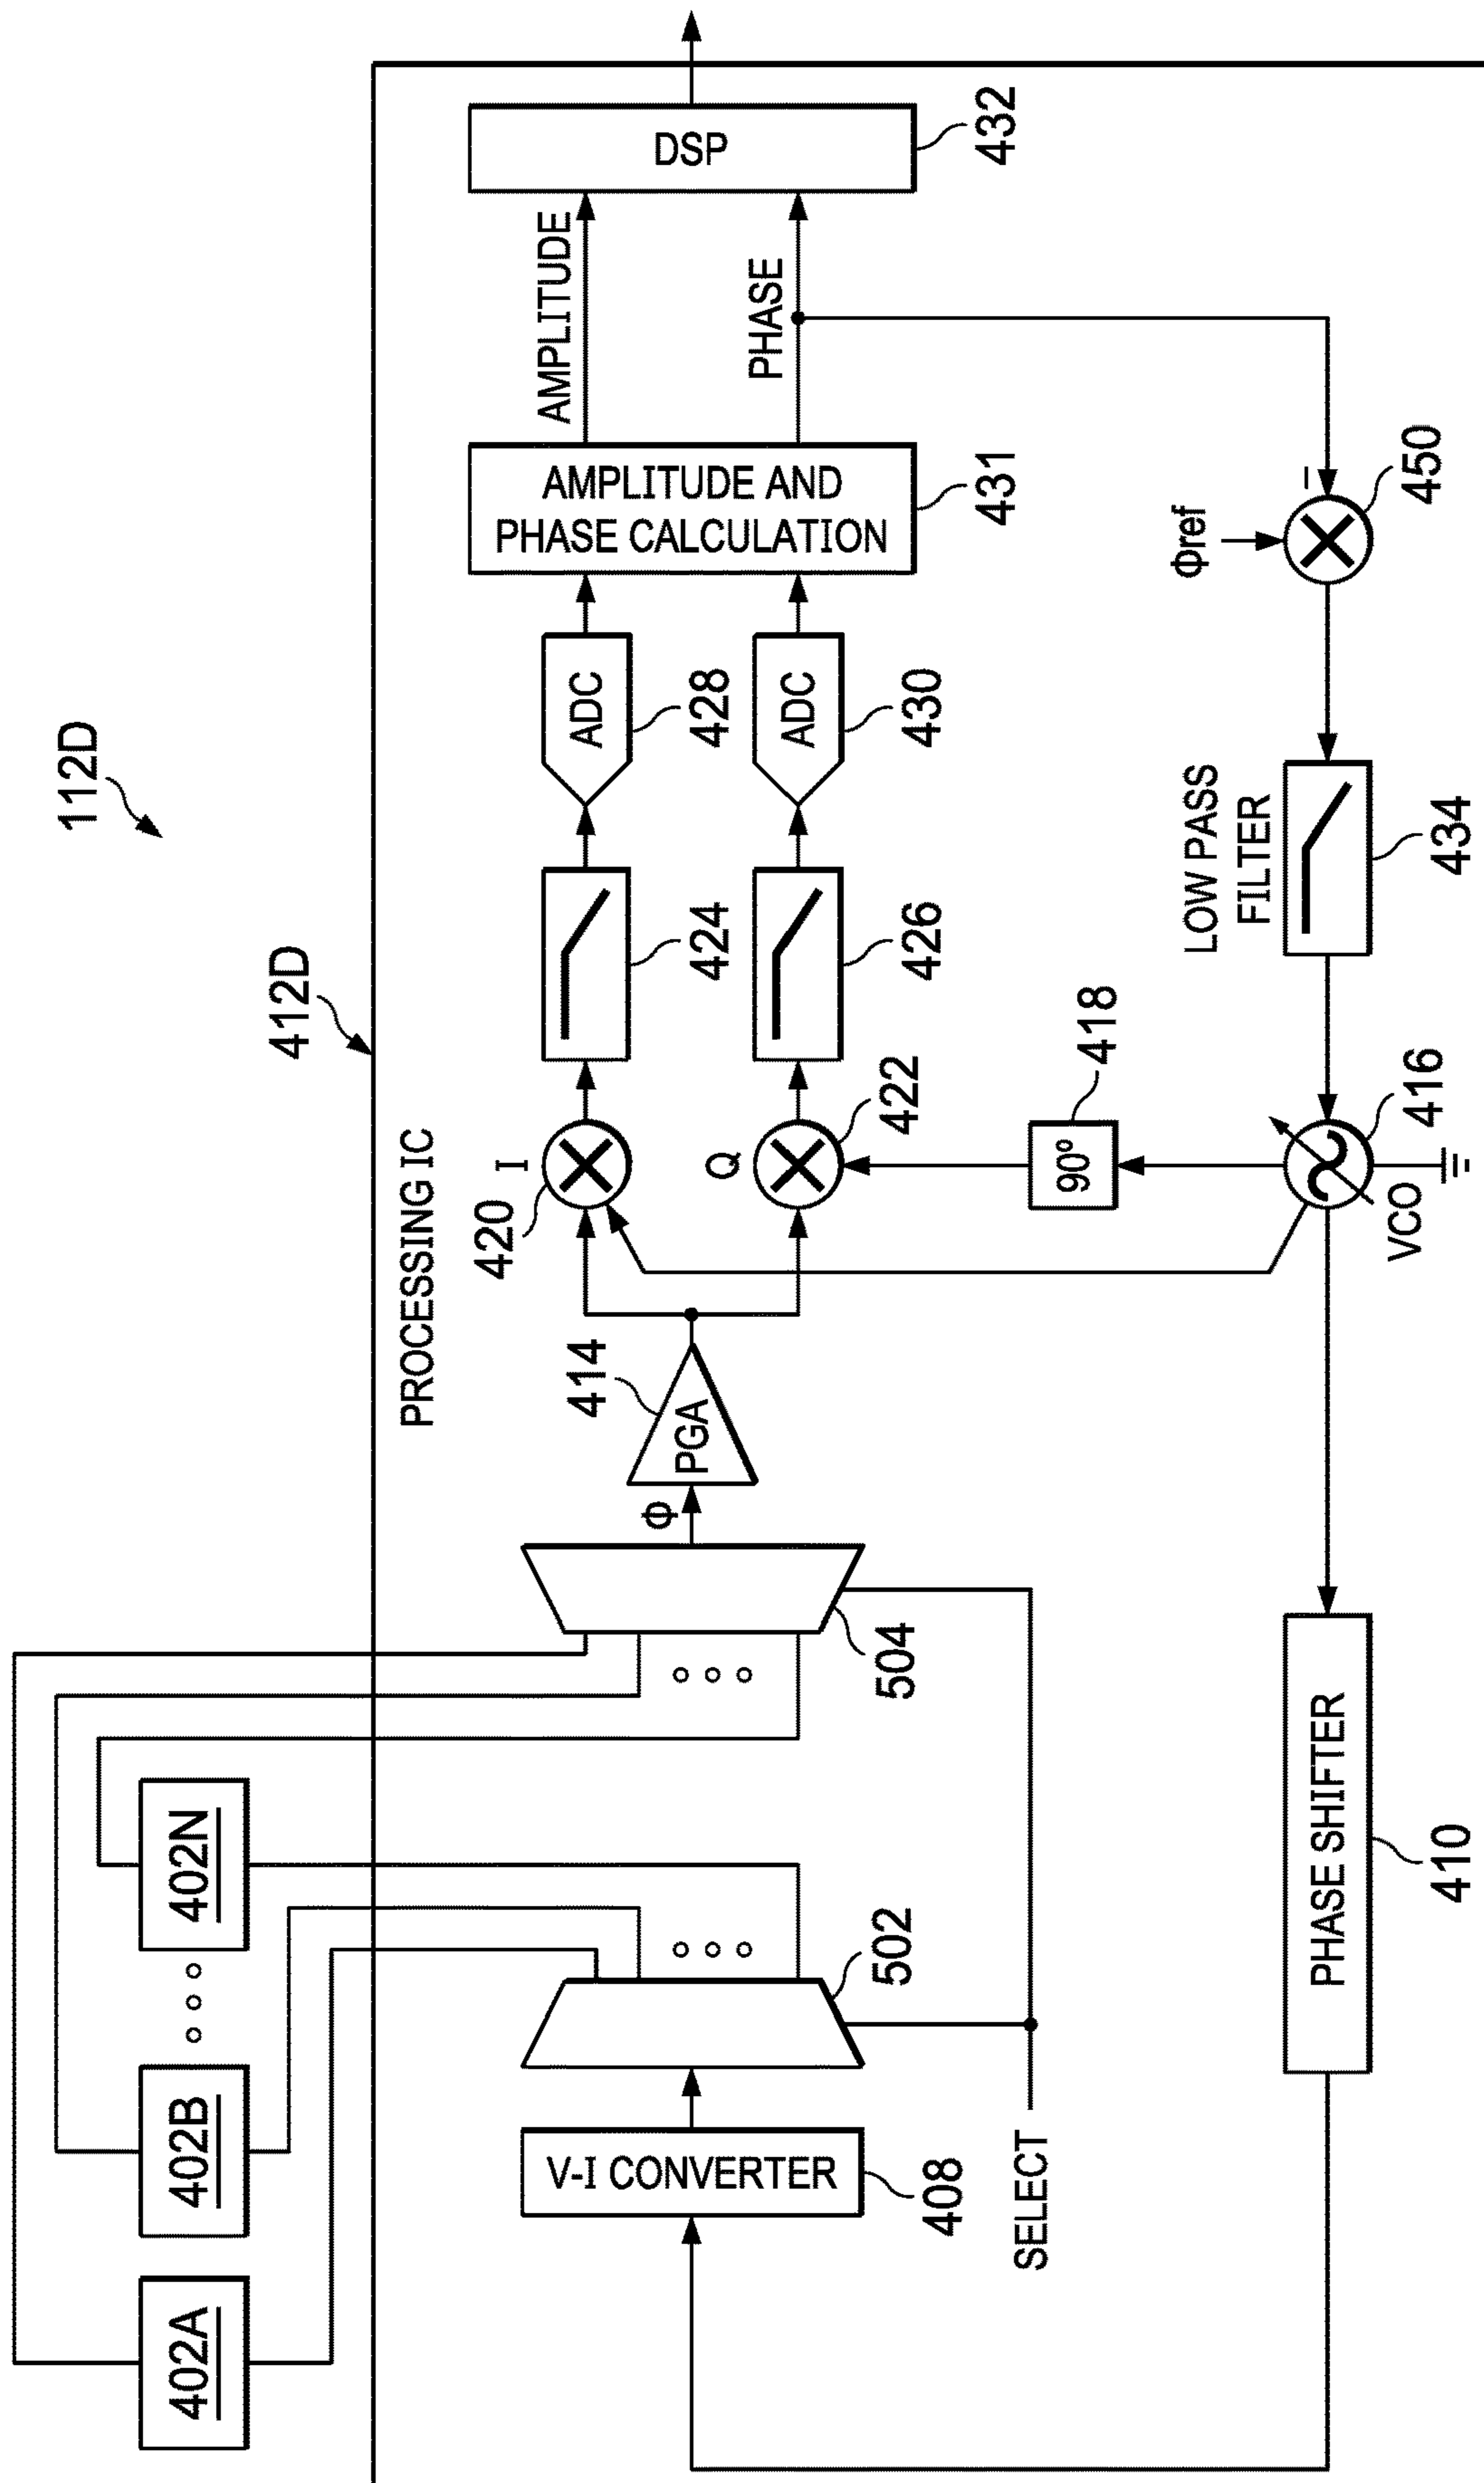 112D
412D
402A
402B
402N
PROCESSING IC
V-I CONVERTER
408
502
504
SELECT
Φ
PGA
414
I
420
Q
422
424
426
ADC
428
ADC
430
AMPLITUDE AND
PHASE CALCULATION
431
AMPLITUDE
PHASE
DSP
432
90º
418
VCO
416
LOW PASS
FILTER
434
Φref
−
450
PHASE SHIFTER
410